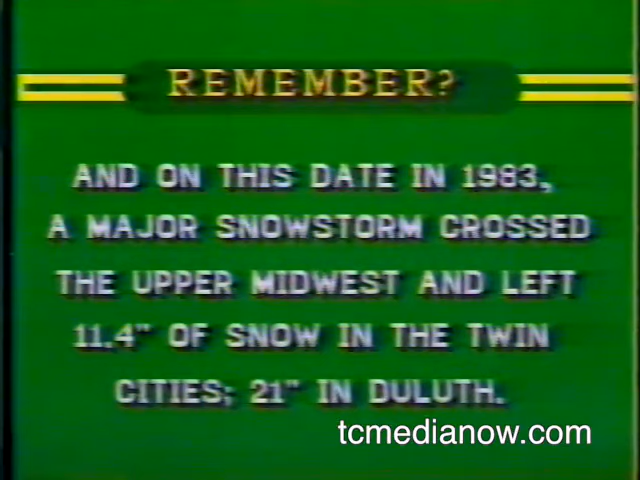 REMEMBER?
AND ON THIS DATE IN 1983,
A MAJOR SNOWSTORM CROSSED
THE UPPER MIDWEST AND LEFT
11.4" OF SNOW IN THE TWIN
CITIES; 21" IN DULUTH.
tcmedianow.com